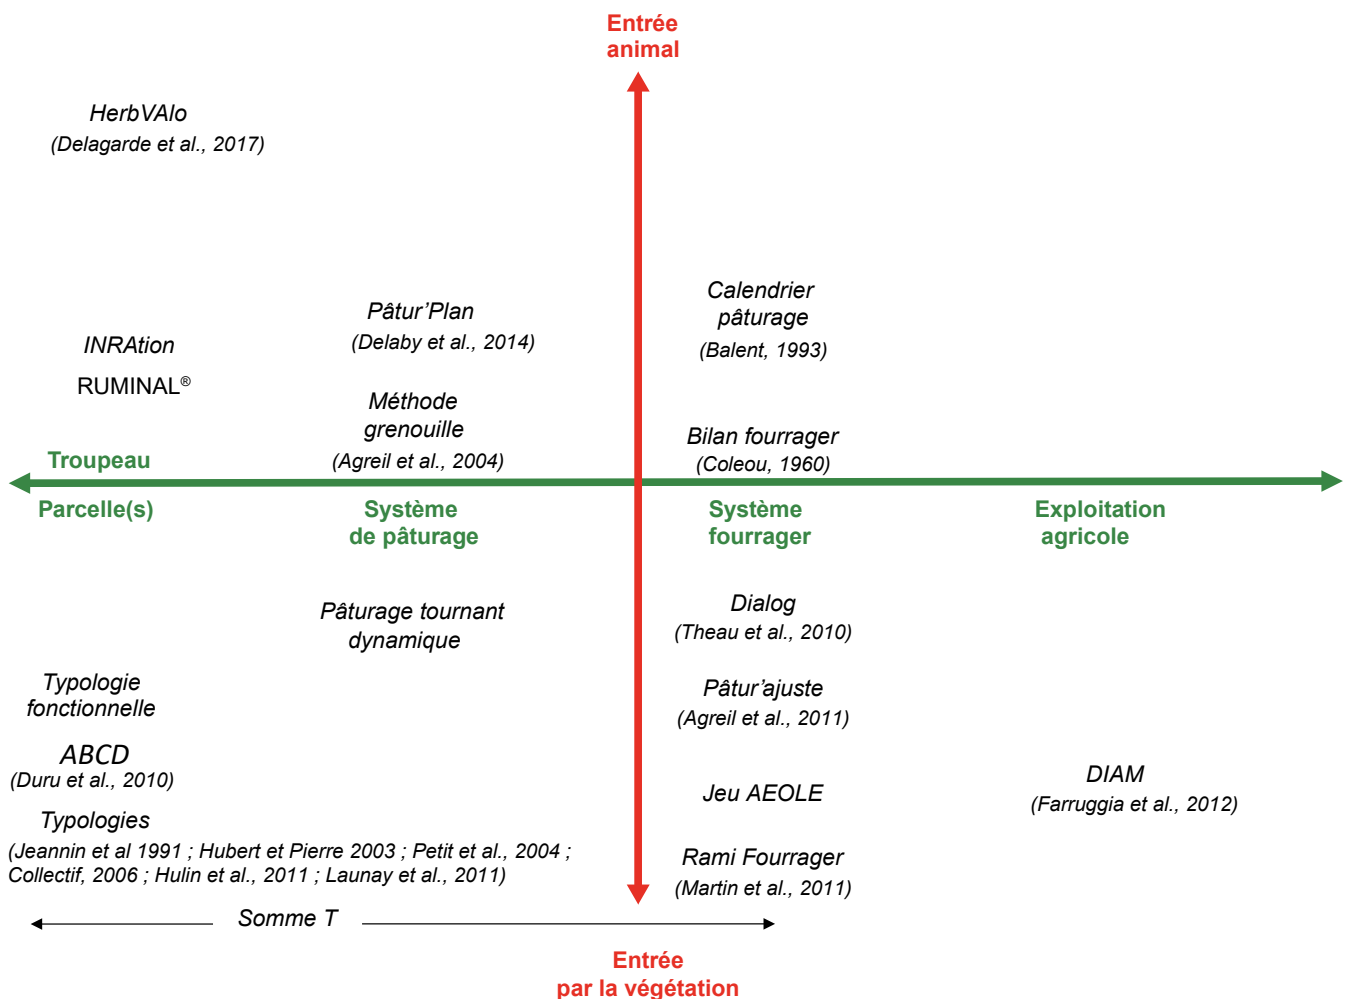 Entrée
animal
HerbVAlo
(Delagarde et al., 2017)
Calendrier
pâturage
(Balent, 1993)
Pâtur’Plan
(Delaby et al., 2014)
INRAtion
RUMINAL®
Méthode
grenouille
(Agreil et al., 2004)
Bilan fourrager
(Coleou, 1960)
Troupeau
Parcelle(s)
Système
de pâturage
Système
fourrager
Exploitation
agricole
Pâturage tournant
dynamique
Dialog
(Theau et al., 2010)
Typologie
fonctionnelle
Pâtur’ajuste
(Agreil et al., 2011)
ABCD
(Duru et al., 2010)
Jeu AEOLE
DIAM
(Farruggia et al., 2012)
Typologies
(Jeannin et al 1991 ; Hubert et Pierre 2003 ; Petit et al., 2004 ;
Collectif, 2006 ; Hulin et al., 2011 ; Launay et al., 2011)
Rami Fourrager
(Martin et al., 2011)
Somme T
Entrée
par la végétation